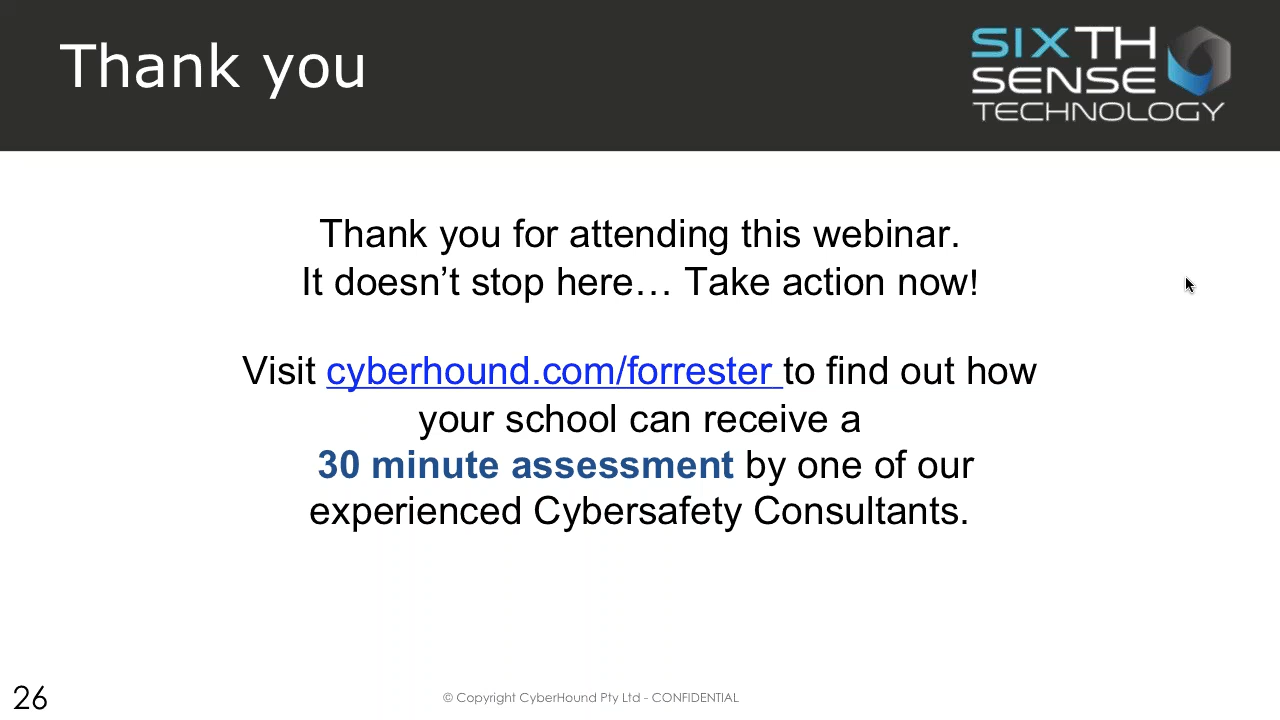 Thank you
SIXTH
SENSE
TECHNOLOGY
Thank you for attending this webinar.
It doesn’t stop here… Take action now!
Visit cyberhound.com/forrester to find out how
your school can receive a
30 minute assessment by one of our
experienced Cybersafety Consultants.
26
© Copyright CyberHound Pty Ltd - CONFIDENTIAL